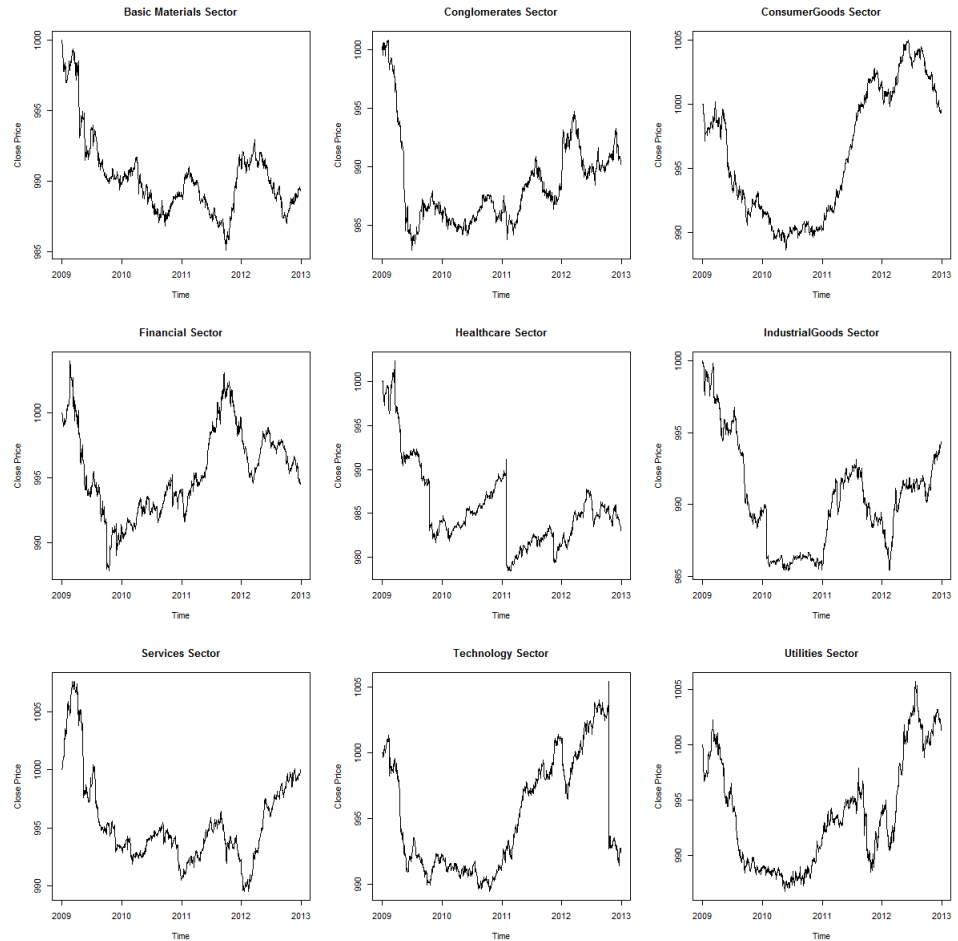 Basic Materials Sector
Close Price
1000
995
990
985
2009 2010 2011 2012 2013
Time
Conglomerates Sector
Close Price
1000
995
990
985
2009 2010 2011 2012 2013
Time
ConsumerGoods Sector
Close Price
1005
1000
995
990
2009 2010 2011 2012 2013
Time
Financial Sector
Close Price
1000
995
990
2009 2010 2011 2012 2013
Time
Healthcare Sector
Close Price
1000
995
990
985
980
2009 2010 2011 2012 2013
Time
IndustrialGoods Sector
Close Price
1000
995
990
985
2009 2010 2011 2012 2013
Time
Services Sector
Close Price
1005
1000
995
990
2009 2010 2011 2012 2013
Time
Technology Sector
Close Price
1005
1000
995
990
2009 2010 2011 2012 2013
Time
Utilities Sector
Close Price
1005
1000
995
990
2009 2010 2011 2012 2013
Time